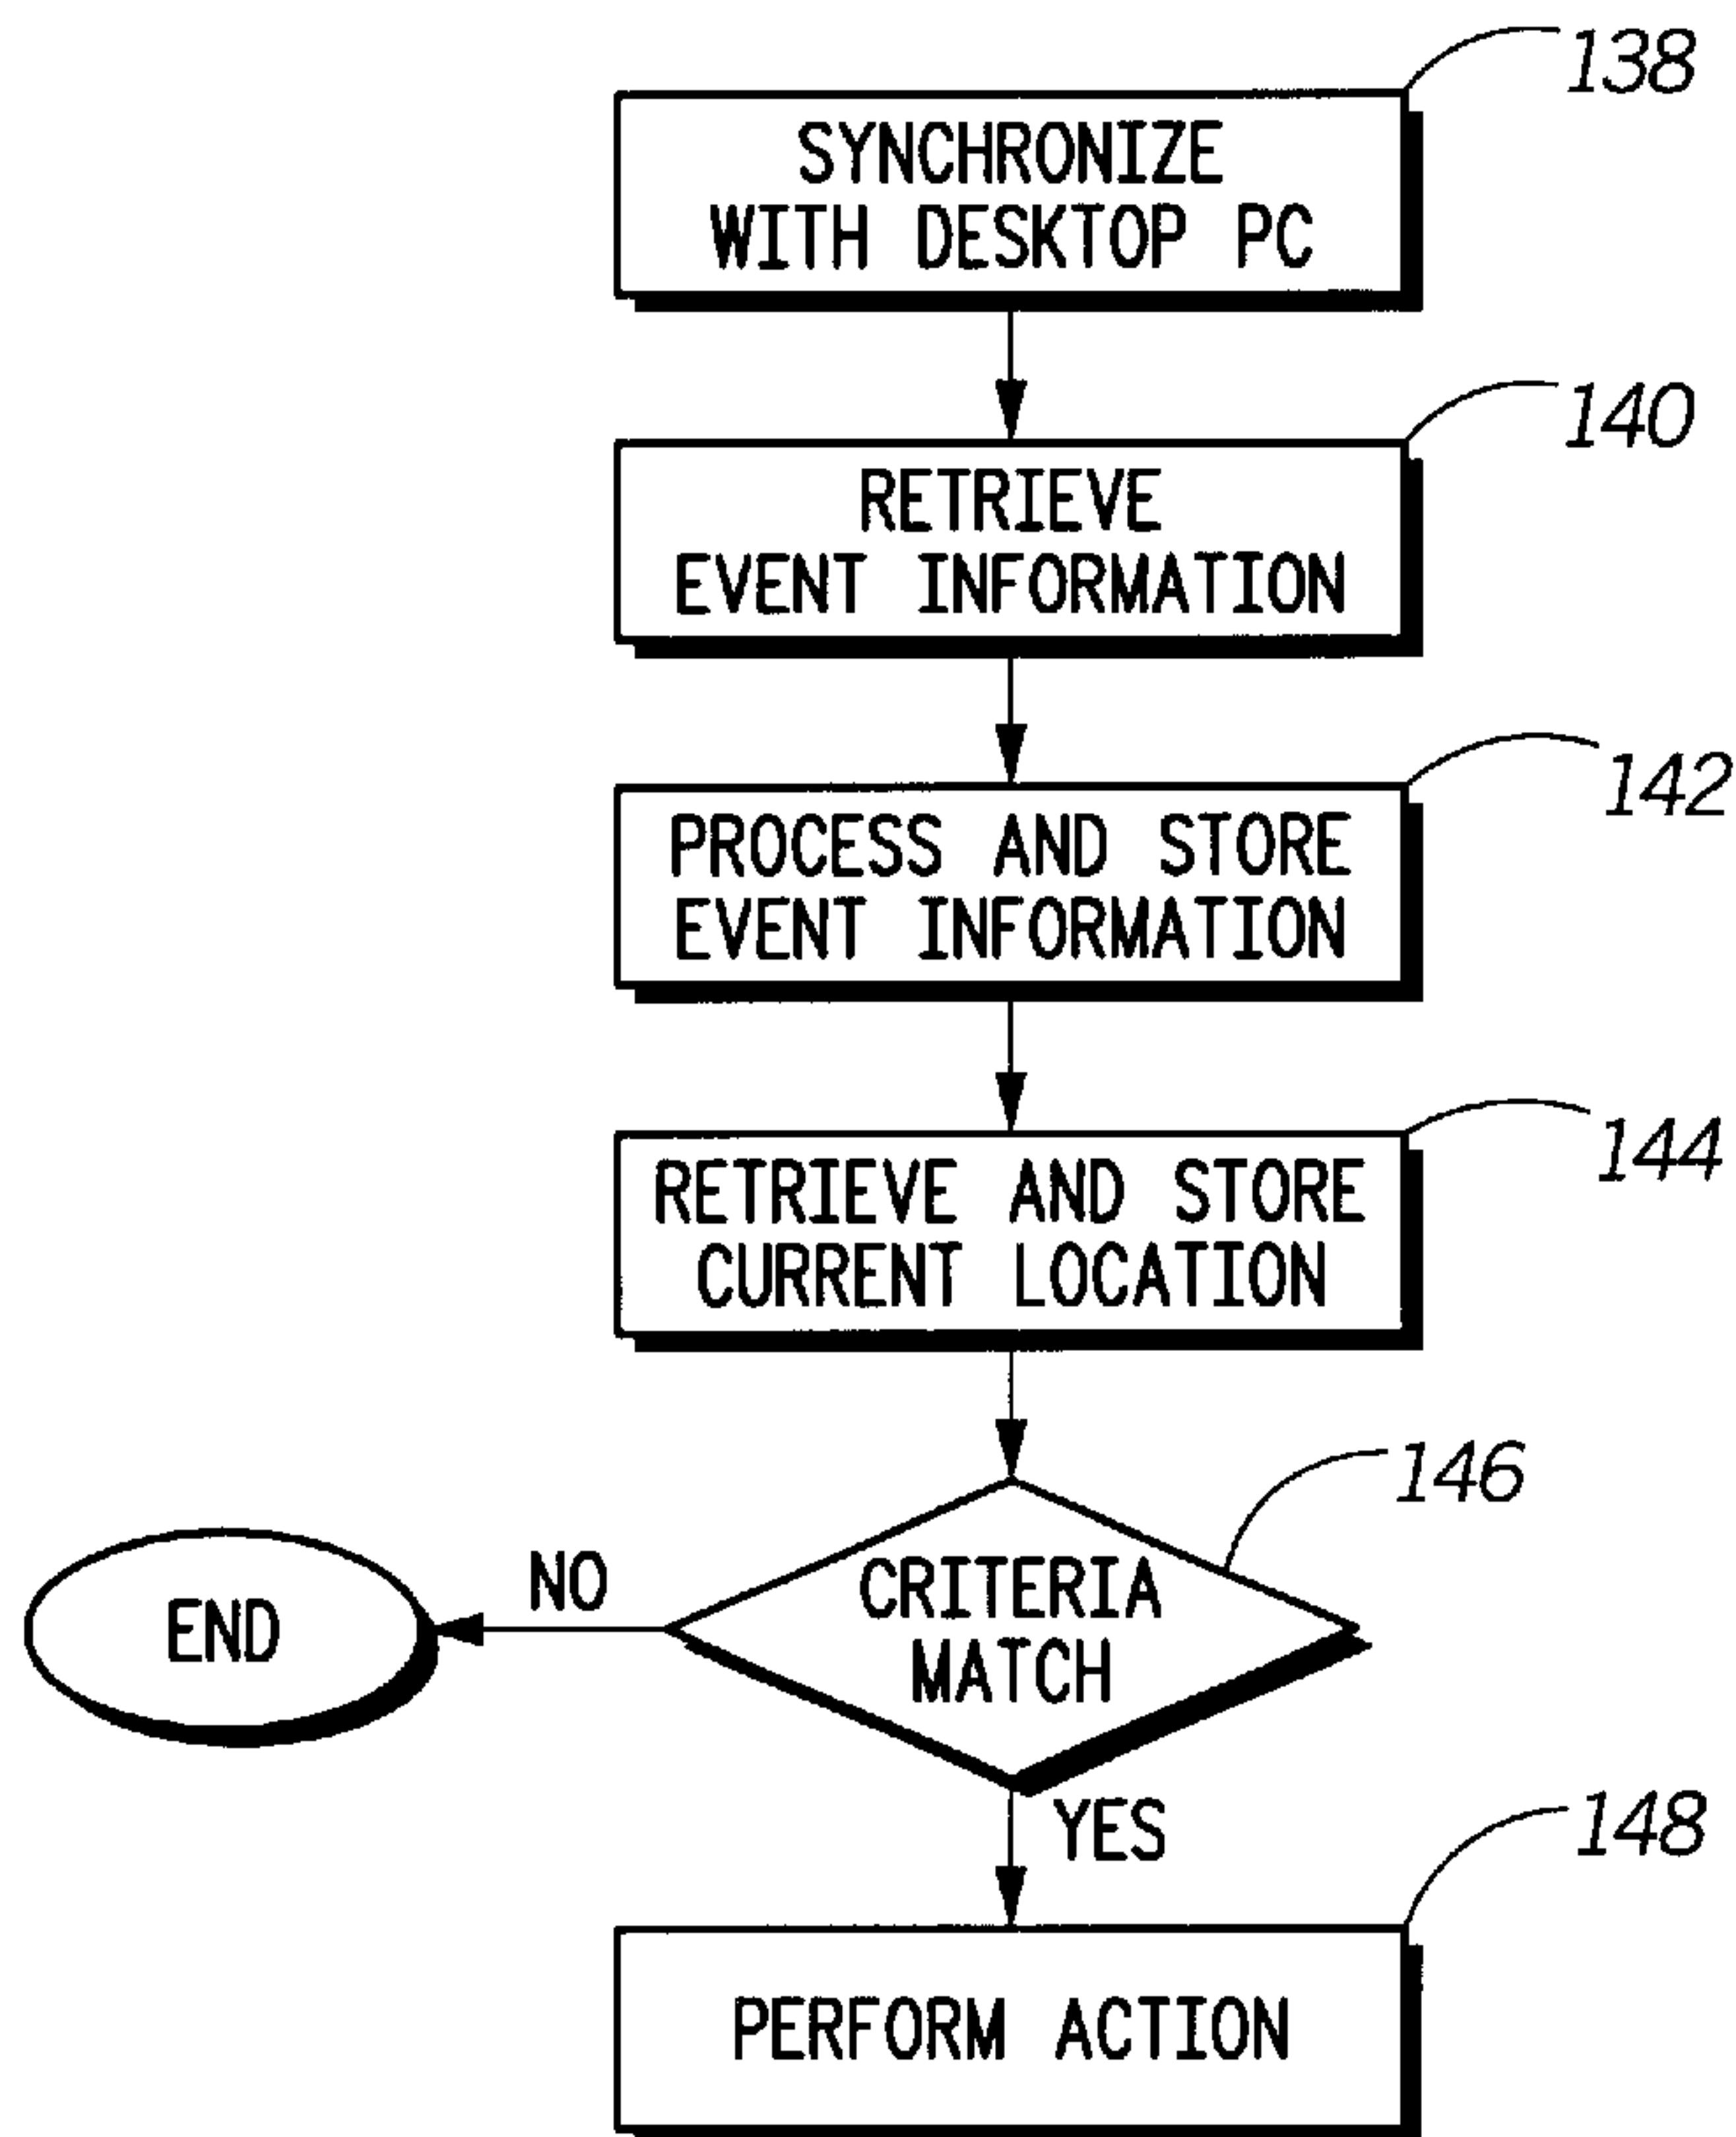 138
SYNCHRONIZE
WITH DESKTOP PC
140
RETRIEVE
EVENT INFORMATION
142
PROCESS AND STORE
EVENT INFORMATION
144
RETRIEVE AND STORE
CURRENT LOCATION
146
CRITERIA
MATCH
NO
END
YES
148
PERFORM ACTION